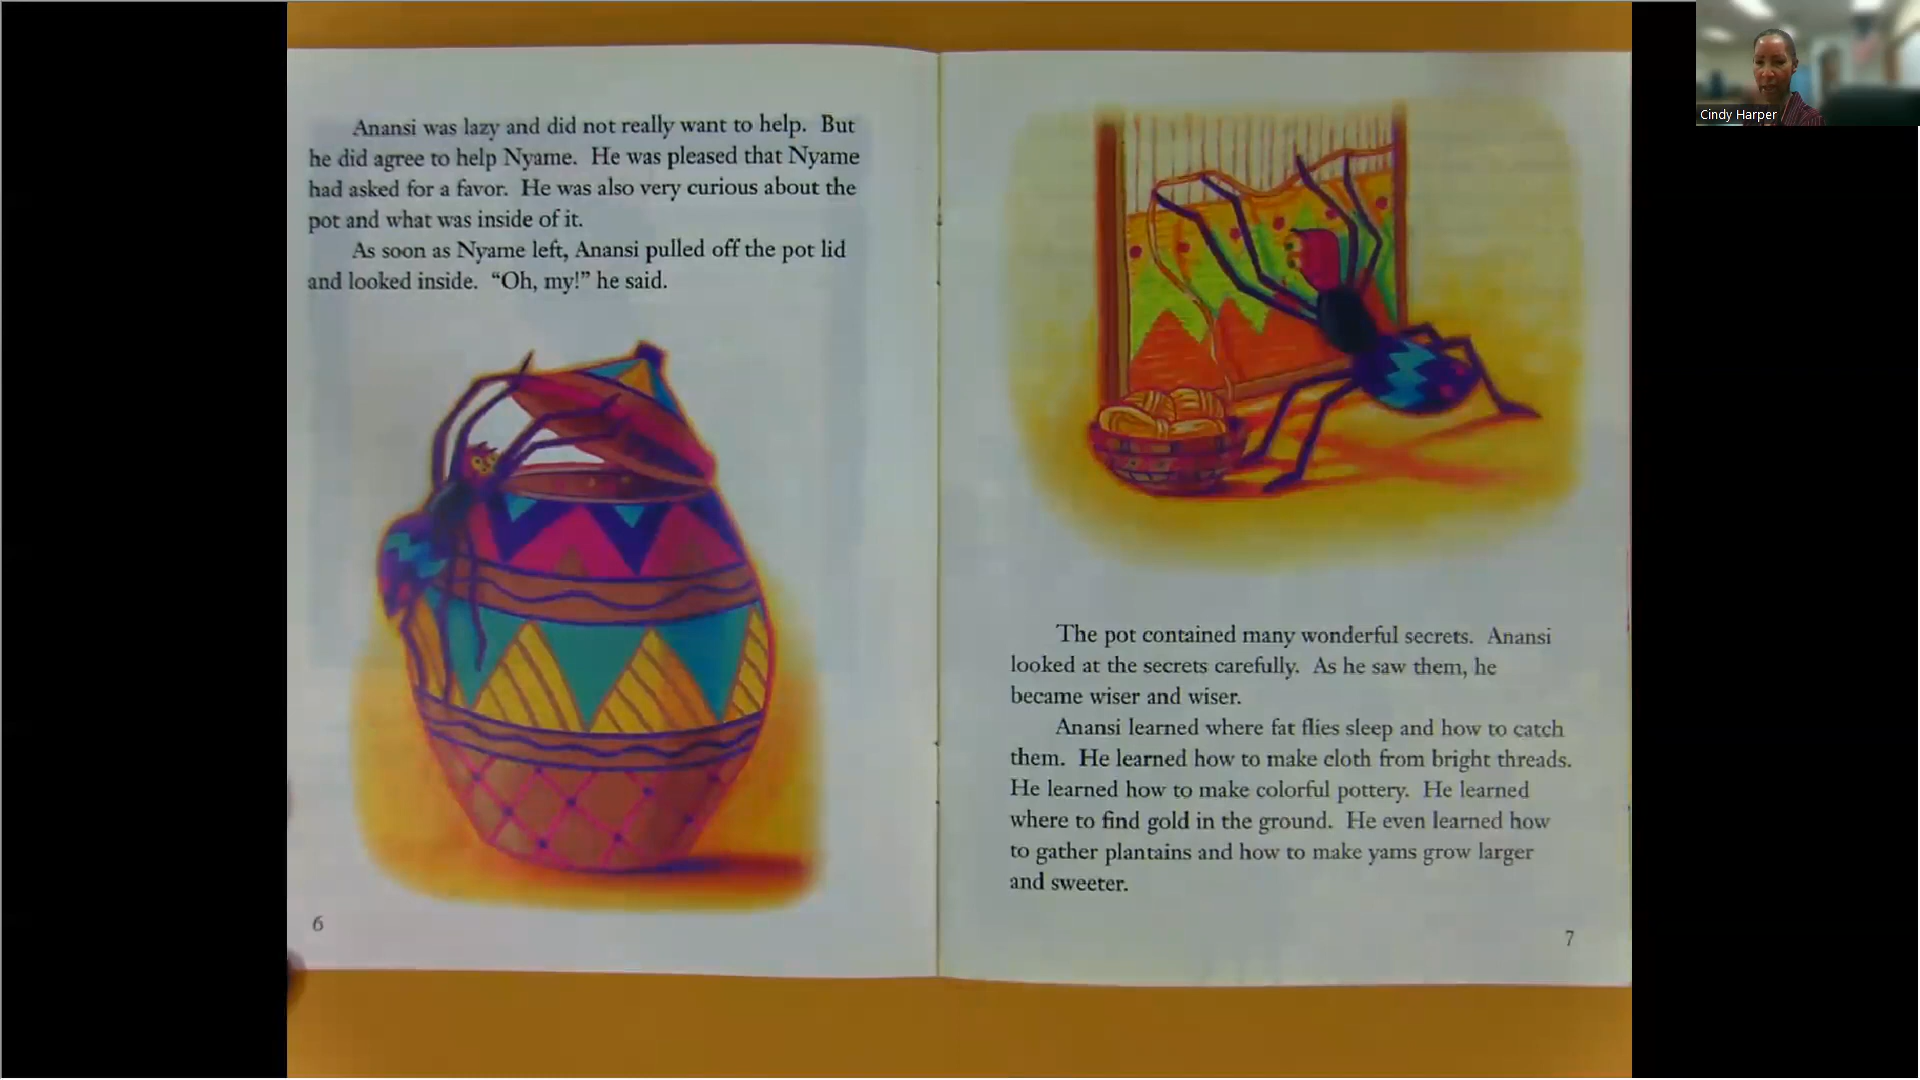 Anansi was lazy and did not really want to help. But
he did agree to help Nyame. He was pleased that Nyame
had asked for a favor. He was also very curious about the
pot and what was inside of it.
As soon as Nyame left, Anansi pulled off the pot lid
and looked inside. “Oh, my!” he said.
6
The pot contained many wonderful secrets. Anansi
looked at the secrets carefully. As he saw them, he
became wiser and wiser.
Anansi learned where fat flies sleep and how to catch
them. He learned how to make cloth from bright threads.
He learned how to make colorful pottery. He learned
where to find gold in the ground. He even learned how
to gather plantains and how to make yams grow larger
and sweeter.
7
Cindy Harper